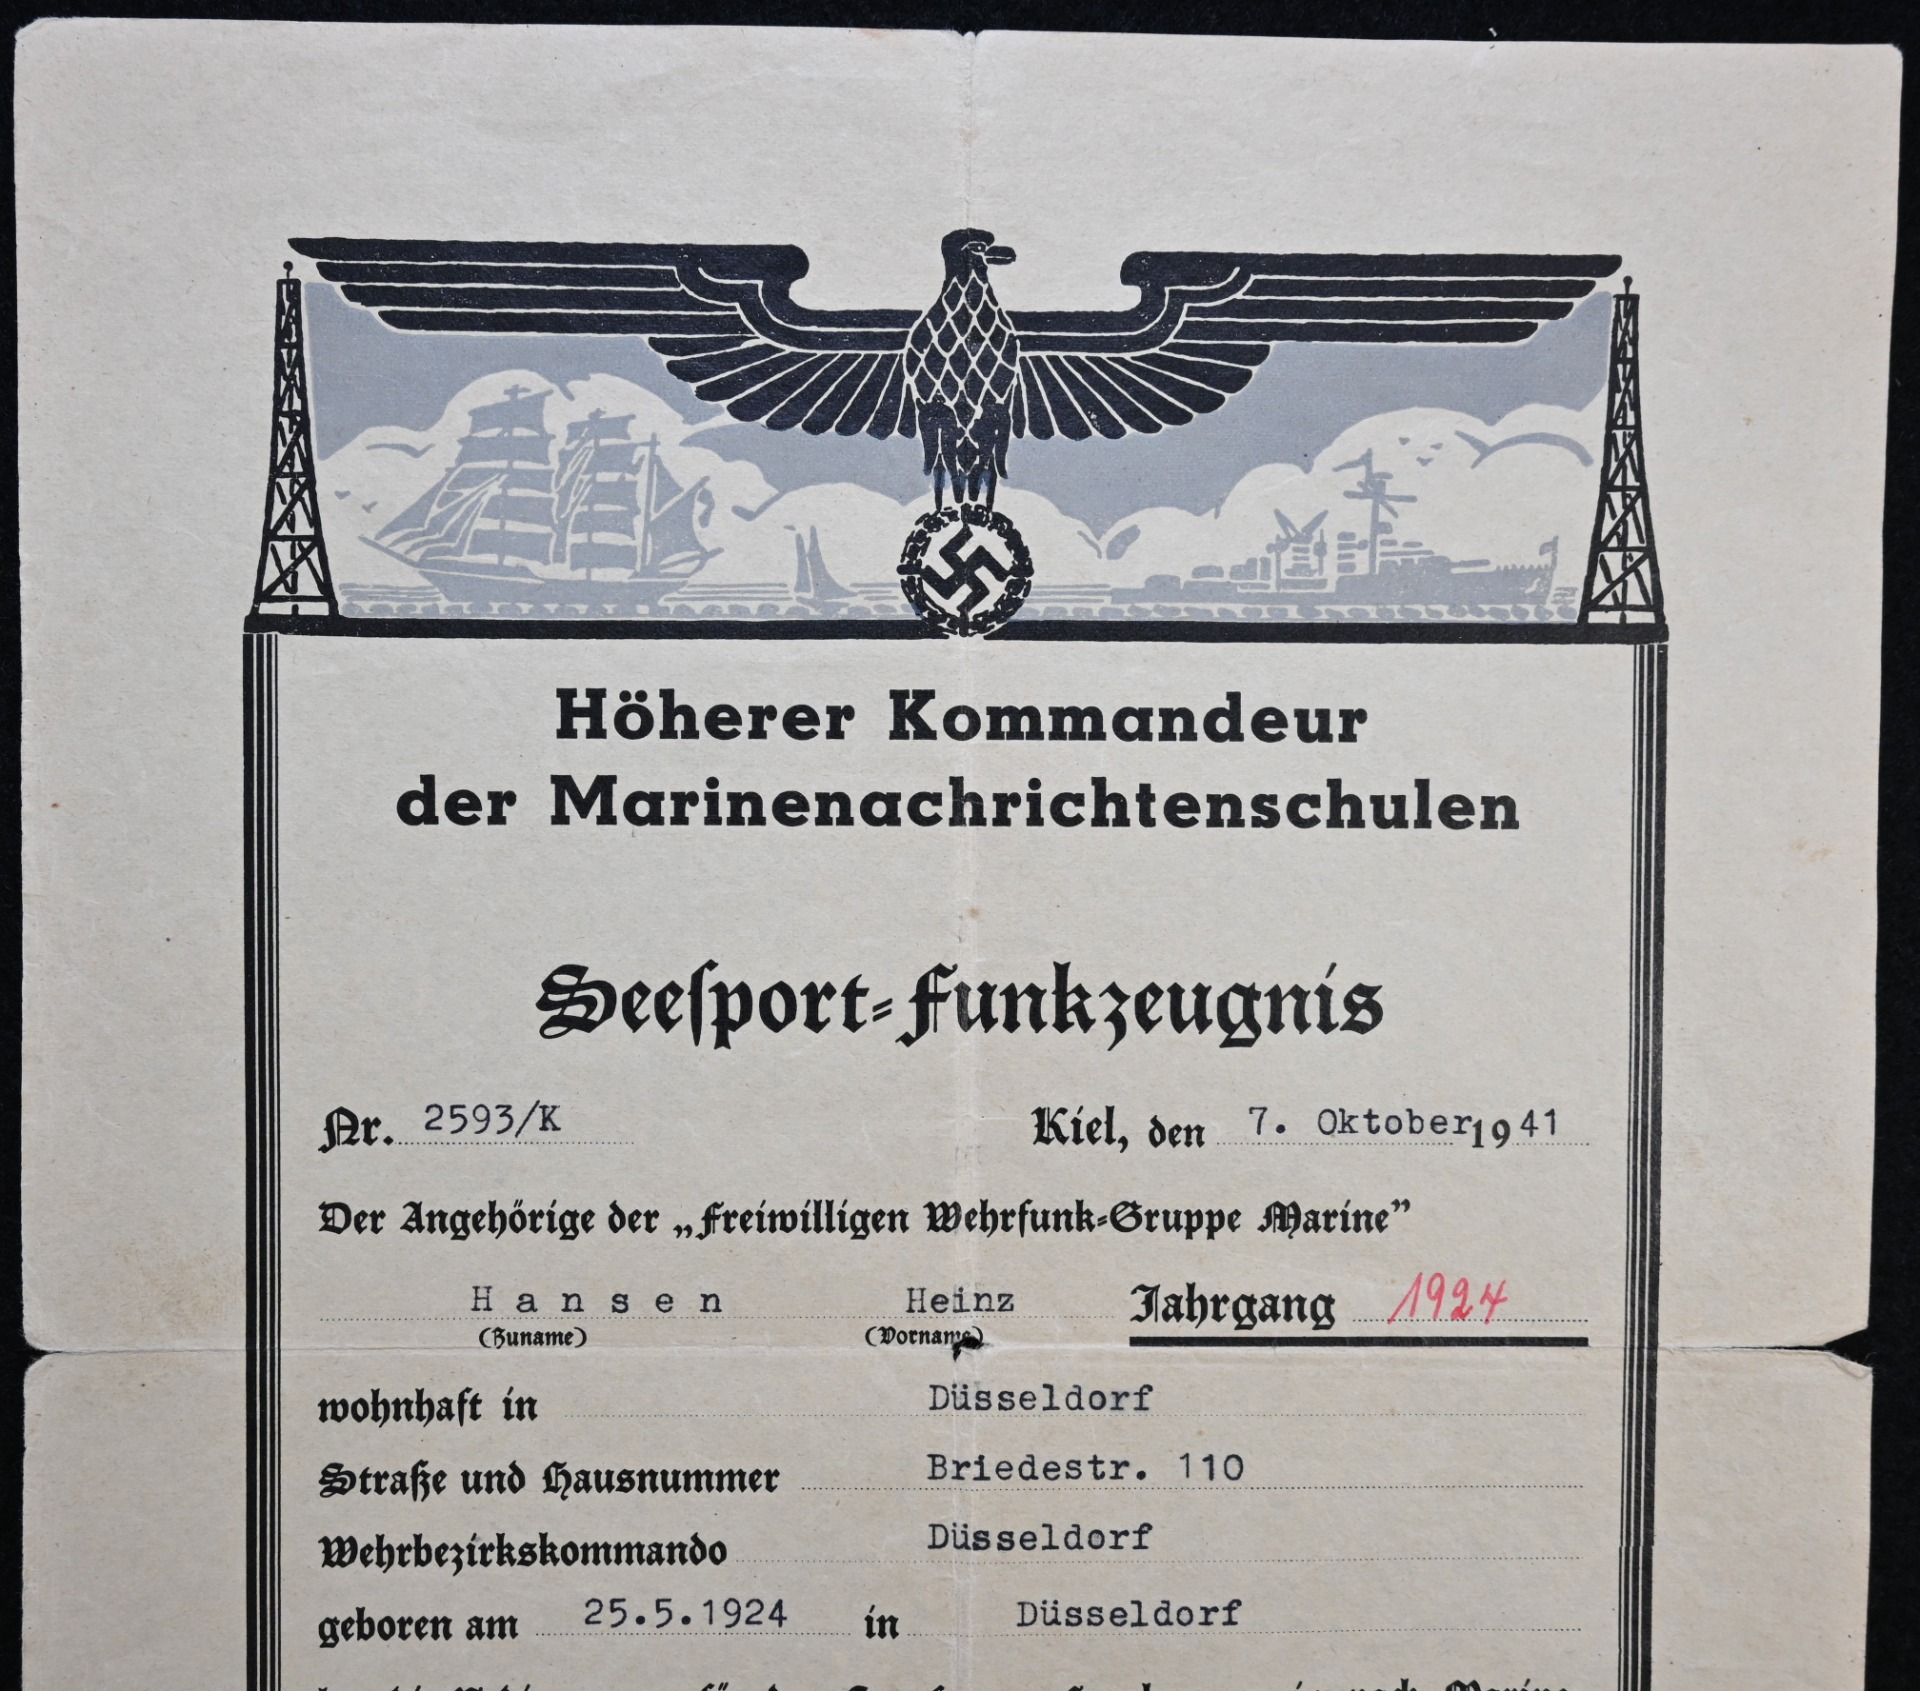 Höherer Kommandeur
der Marinenachrichtenschulen
Seesport-Funkzeugnis
Nr. 2593/K Kiel, den 7. Oktober 1941
Der Angehörige der „Freiwilligen Wehrfunk-Gruppe Marine”
Hansen Heinz Jahrgang 1924
(Zuname) (Vorname)
wohnhaft in Düsseldorf
Straße und Hausnummer Briedestr. 110
Wehrbezirkskommando Düsseldorf
geboren am 25.5.1924 in Düsseldorf